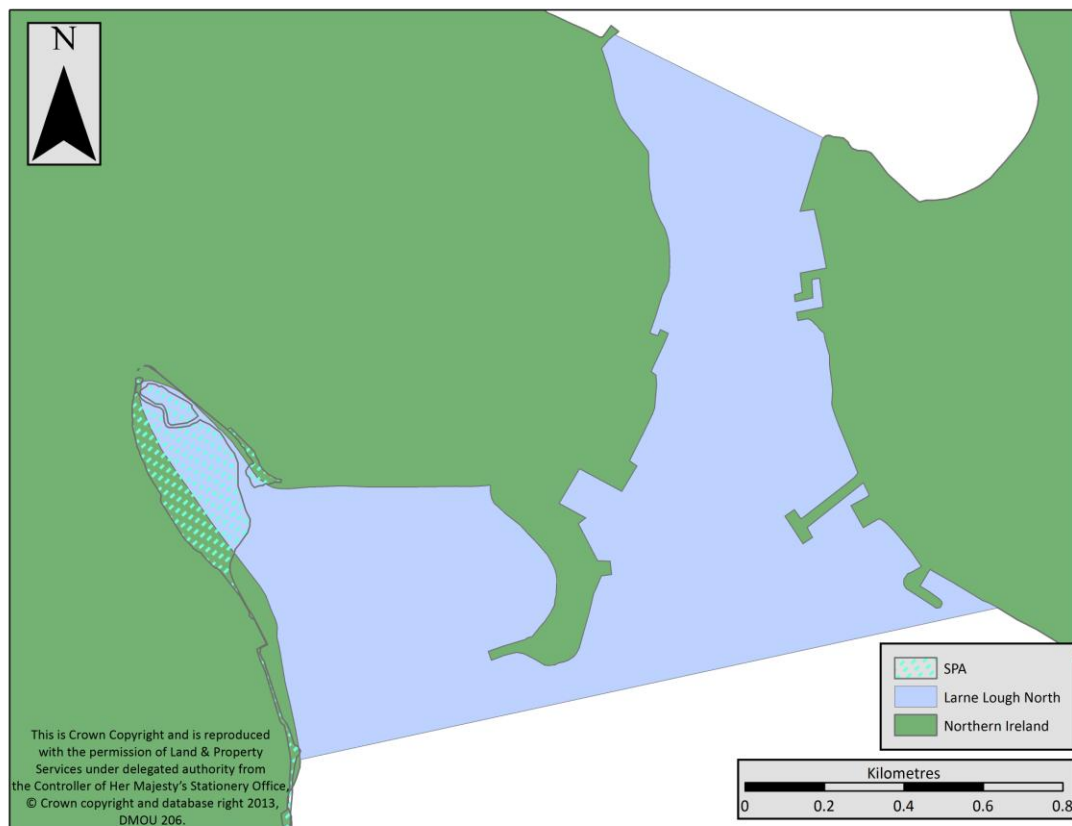 N
SPA
Larne Lough North
Northern Ireland
This is Crown Copyright and is reproduced
with the permission of Land & Property
Services under delegated authority from
the Controller of Her Majesty's Stationery Office,
© Crown copyright and database right 2013,
DMOU 206.
Kilometres
0 0.2 0.4 0.6 0.8